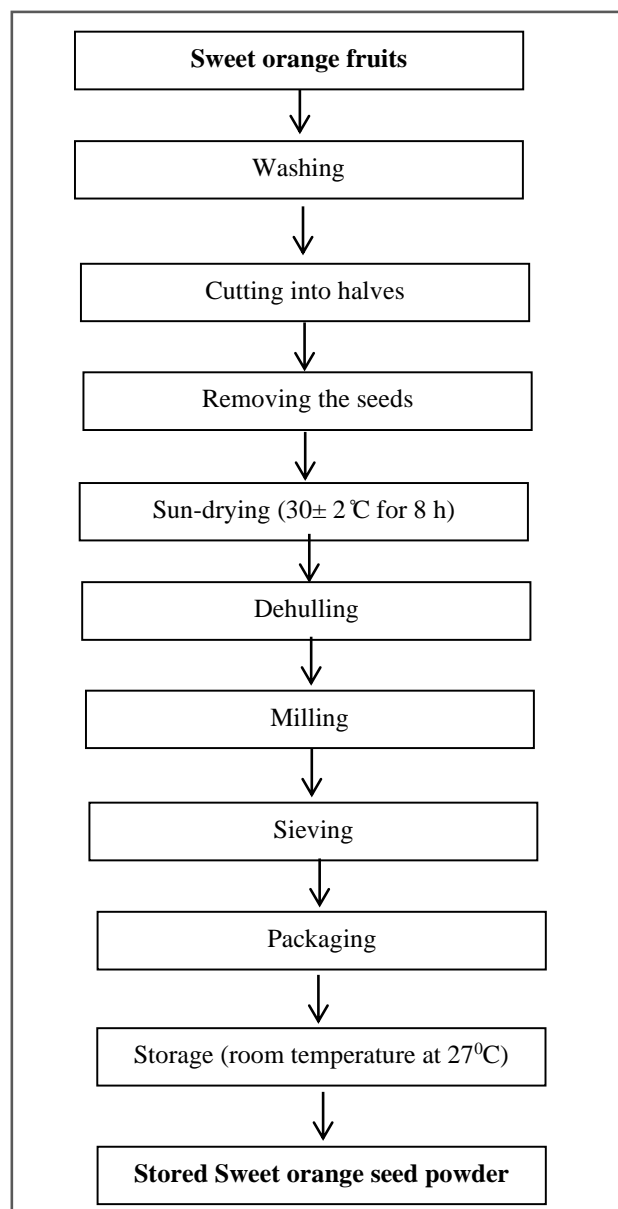 Sweet orange fruits
Washing
Cutting into halves
Removing the seeds
Sun-drying (30± 2 ̊C for 8 h)
Dehulling
Milling
Sieving
Packaging
Storage (room temperature at 27⁰C)
Stored Sweet orange seed powder